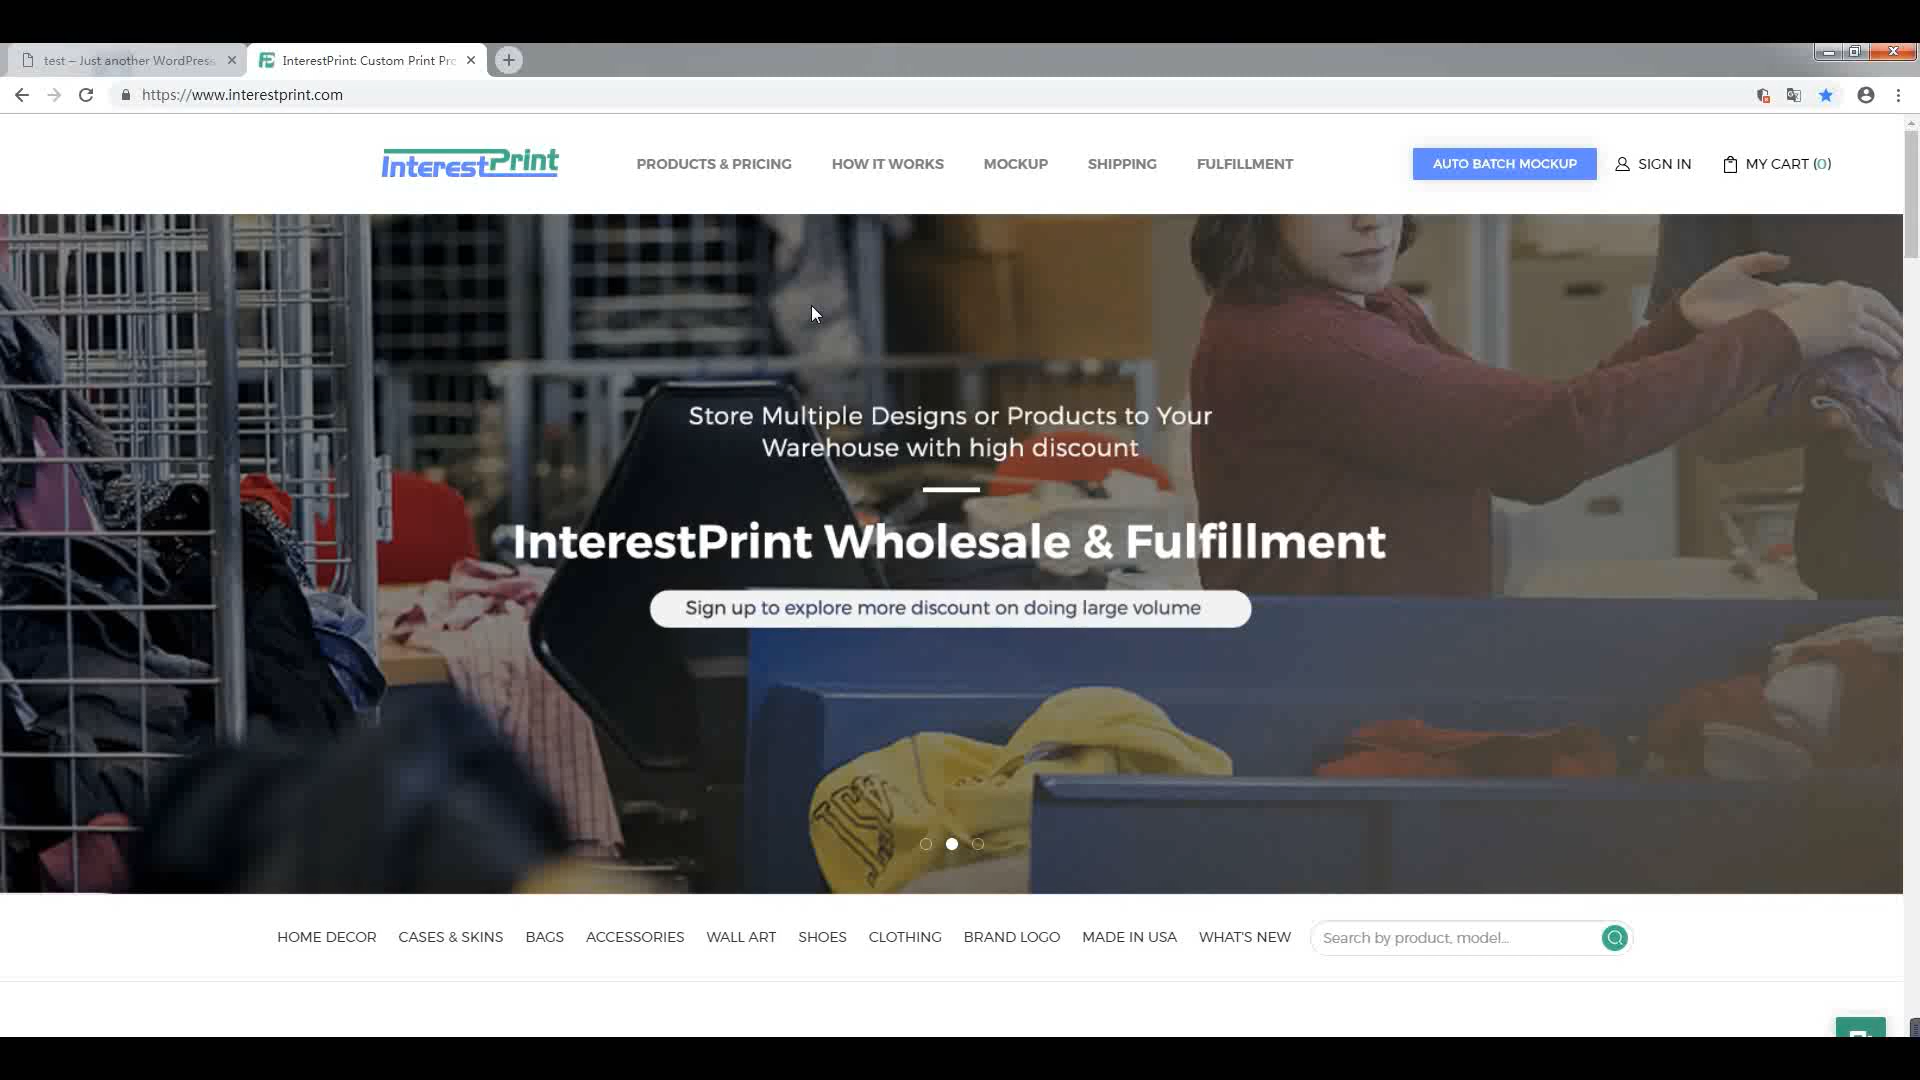 test – Just another WordPress
InterestPrint: Custom Print Pro
https://www.interestprint.com
InterestPrint
PRODUCTS & PRICING
HOW IT WORKS
MOCKUP
SHIPPING
FULFILLMENT
AUTO BATCH MOCKUP
SIGN IN
MY CART (0)
Store Multiple Designs or Products to Your
Warehouse with high discount
InterestPrint Wholesale & Fulfillment
Sign up to explore more discount on doing large volume
HOME DECOR
CASES & SKINS
BAGS
ACCESSORIES
WALL ART
SHOES
CLOTHING
BRAND LOGO
MADE IN USA
WHAT'S NEW
Search by product, model...